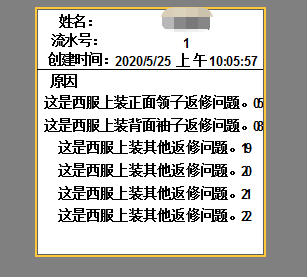 姓名：
流水号： 1
创建时间：2020/5/25 上午10:05:57
原因
这是西服上装正面领子返修问题。05
这是西服上装背面袖子返修问题。08
这是西服上装其他返修问题。19
这是西服上装其他返修问题。20
这是西服上装其他返修问题。21
这是西服上装其他返修问题。22